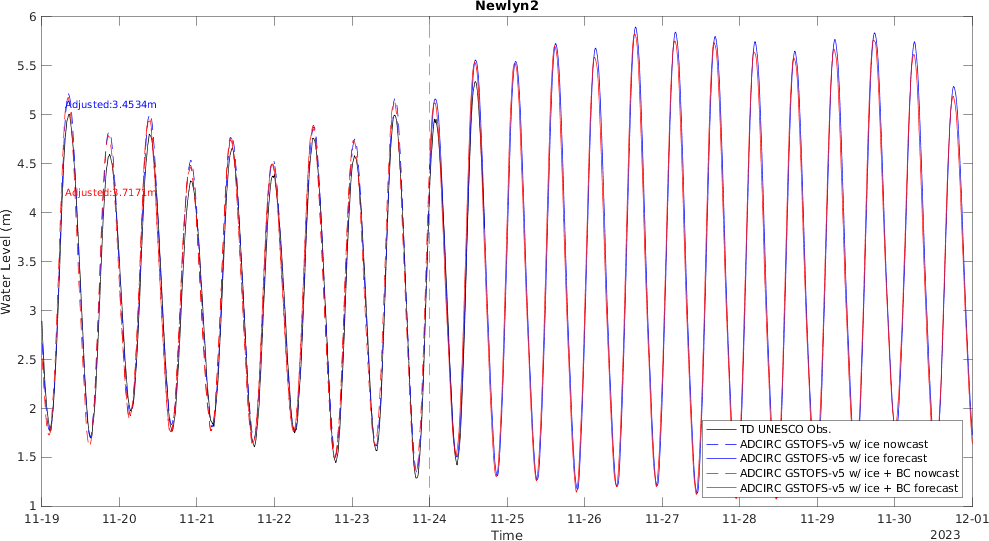 Newlyn2
6
5.5
5
4.5
4
3.5
3
2.5
2
1.5
1
Water Level (m)
Adjusted:3.4534m
Adjusted:3.7171m
TD UNESCO Obs.
ADCIRC GSTOFS-v5 w/ ice nowcast
ADCIRC GSTOFS-v5 w/ ice forecast
ADCIRC GSTOFS-v5 w/ ice + BC nowcast
ADCIRC GSTOFS-v5 w/ ice + BC forecast
11-19 11-20 11-21 11-22 11-23 11-24 11-25 11-26 11-27 11-28 11-29 11-30 12-01
Time
2023